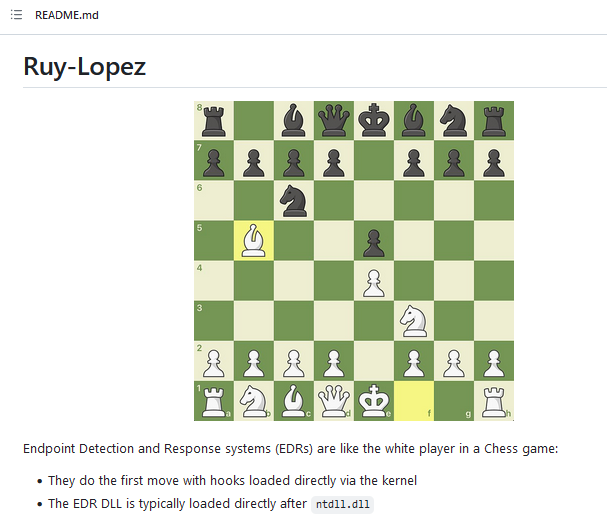 README.md
Ruy-Lopez
8
7
6
5
4
3
2
1
a b c d e f g h
Endpoint Detection and Response systems (EDRs) are like the white player in a Chess game:
• They do the first move with hooks loaded directly via the kernel
• The EDR DLL is typically loaded directly after ntdll.dll